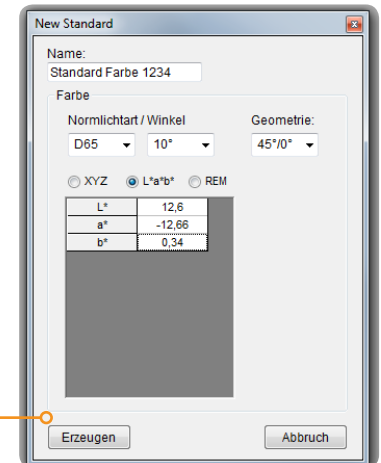 New Standard
Name:
Standard Farbe 1234
Farbe
Normlichtart / Winkel Geometrie:
D65 10° 45°/0°
XYZ L*a*b* REM
L* 12,6
a* -12,66
b* 0,34
Erzeugen Abbruch